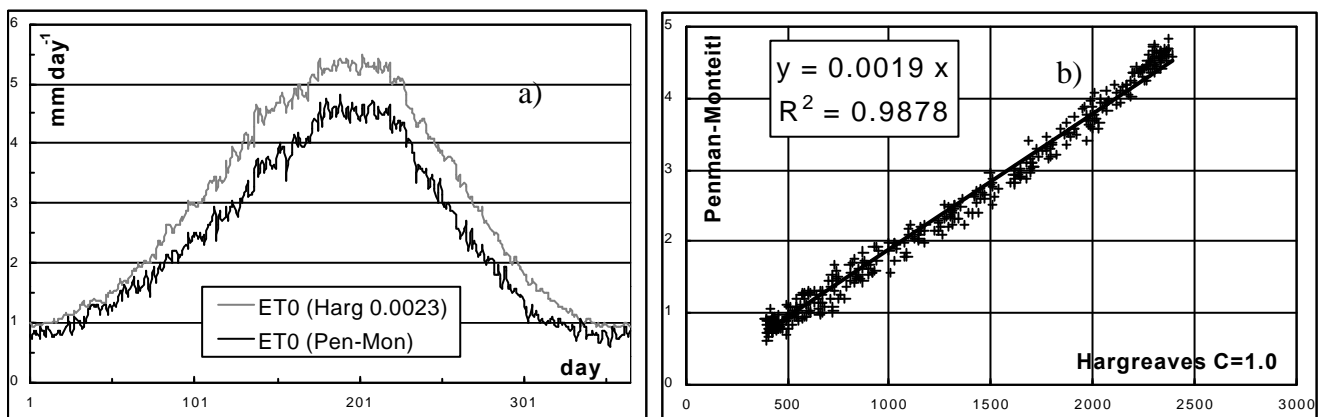 6
5
4
3
2
1
0
mm day-1
a)
ET0 (Harg 0.0023)
ET0 (Pen-Mon)
day
1 101 201 301
5
4
3
2
1
0
Penman-Monteitl
y = 0.0019 x
R² = 0.9878
b)
Hargreaves C=1.0
0 500 1000 1500 2000 2500 3000